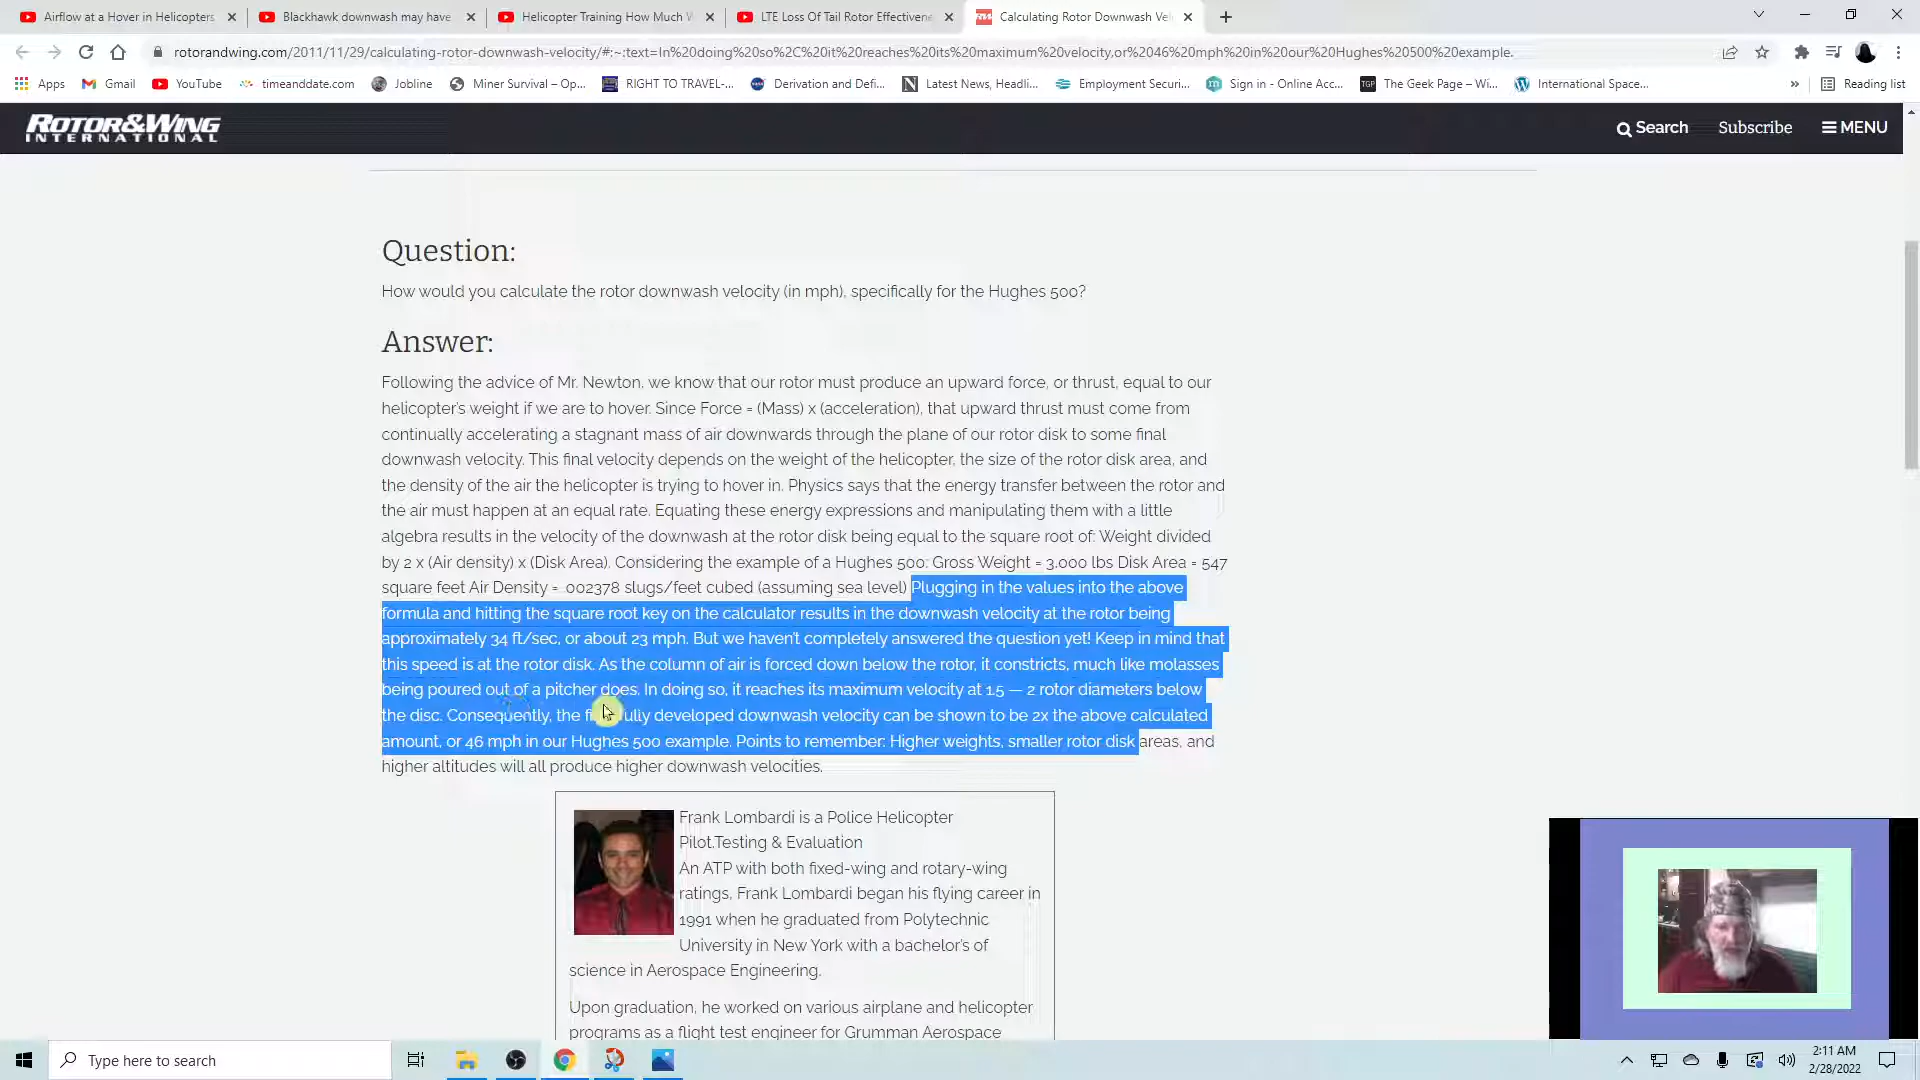 Airflow at a Hover in Helicopters
Blackhawk downwash may have
Helicopter Training How Much W
LTE Loss Of Tail Rotor Effectivene
Calculating Rotor Downwash Vel
rotorandwing.com/2011/11/29/calculating-rotor-downwash-velocity/#:~:text=In%20doing%20so%2C%20it%20reaches%20its%20maximum%20velocity,or%2046%20mph%20in%20our%20Hughes%20500%20example.
Apps Gmail YouTube timeanddate.com Jobline Miner Survival – Op... RIGHT TO TRAVEL-... Derivation and Defi... Latest News, Headli... Employment Securi... Sign in - Online Acc... TGP The Geek Page – Wi... International Space... » Reading list
ROTOR&WING
INTERNATIONAL
Search Subscribe MENU
Question:
How would you calculate the rotor downwash velocity (in mph), specifically for the Hughes 500?
Answer:
Following the advice of Mr. Newton, we know that our rotor must produce an upward force, or thrust, equal to our
helicopter's weight if we are to hover. Since Force = (Mass) x (acceleration), that upward thrust must come from
continually accelerating a stagnant mass of air downwards through the plane of our rotor disk to some final
downwash velocity. This final velocity depends on the weight of the helicopter, the size of the rotor disk area, and
the density of the air the helicopter is trying to hover in. Physics says that the energy transfer between the rotor and
the air must happen at an equal rate. Equating these energy expressions and manipulating them with a little
algebra results in the velocity of the downwash at the rotor disk being equal to the square root of: Weight divided
by 2 x (Air density) x (Disk Area). Considering the example of a Hughes 500: Gross Weight = 3,000 lbs Disk Area = 547
square feet Air Density = .002378 slugs/feet cubed (assuming sea level) Plugging in the values into the above
formula and hitting the square root key on the calculator results in the downwash velocity at the rotor being
approximately 34 ft/sec, or about 23 mph. But we haven't completely answered the question yet! Keep in mind that
this speed is at the rotor disk. As the column of air is forced down below the rotor, it constricts, much like molasses
being poured out of a pitcher does. In doing so, it reaches its maximum velocity at 1.5 — 2 rotor diameters below
the disc. Consequently, the fully developed downwash velocity can be shown to be 2x the above calculated
amount, or 46 mph in our Hughes 500 example. Points to remember: Higher weights, smaller rotor disk areas, and
higher altitudes will all produce higher downwash velocities.
Frank Lombardi is a Police Helicopter
Pilot,Testing & Evaluation
An ATP with both fixed-wing and rotary-wing
ratings, Frank Lombardi began his flying career in
1991 when he graduated from Polytechnic
University in New York with a bachelor's of
science in Aerospace Engineering.
Upon graduation, he worked on various airplane and helicopter
programs as a flight test engineer for Grumman Aerospace
Type here to search
2:11 AM
2/28/2022